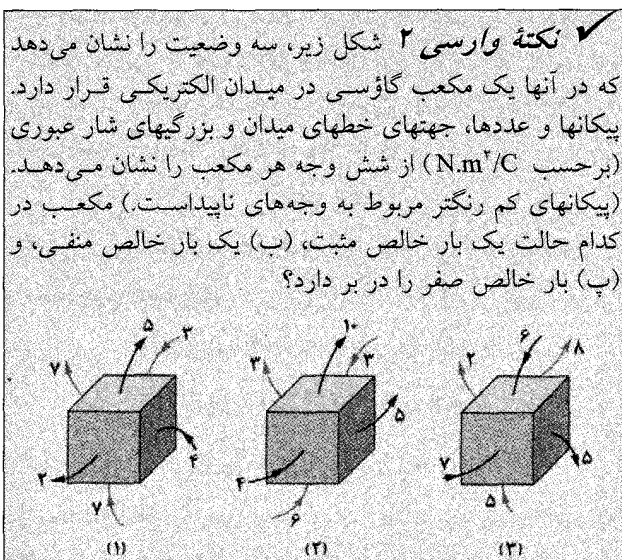 ✓ نکتهٔ وارسی ۲ شکل زیر، سه وضعیت را نشان می‌دهد
که در آنها یک مکعب گاؤسی در میدان الکتریکی قرار دارد.
پیکانها و عددها، جهتهای خطهای میدان و بزرگیهای شار عبوری
(برحسب N.m²/C) از شش وجه هر مکعب را نشان می‌دهد.
(پیکانهای کم رنگتر مربوط به وجه‌های ناپیداست.) مکعب در
کدام حالت یک بار خالص مثبت، (ب) یک بار خالص منفی، و
(پ) بار خالص صفر را در بر دارد؟
۷ ۵ ۳ ۳ ۱۰ ۳ ۲ ۶ ۸
۲ ۴ ۴ ۵ ۷ ۵
۷ ۶ ۵
(۱) (۲) (۳)